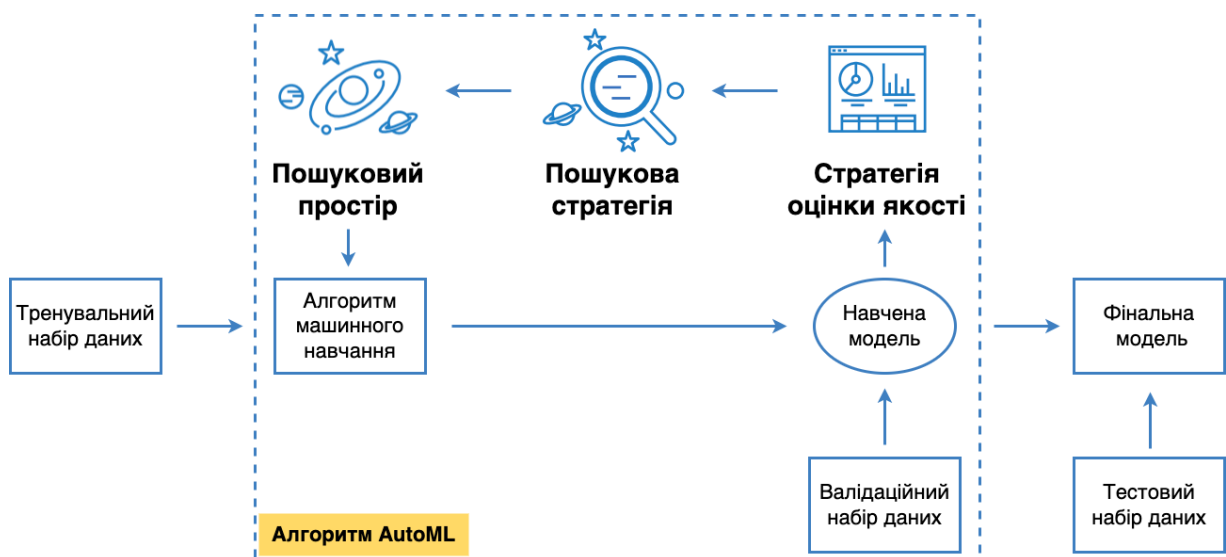 Пошуковий
простір
Пошукова
стратегія
Стратегія
оцінки якості
Тренувальний
набір даних
Алгоритм
машинного
навчання
Навчена
модель
Фінальна
модель
Валідаційний
набір даних
Тестовий
набір даних
Алгоритм AutoML